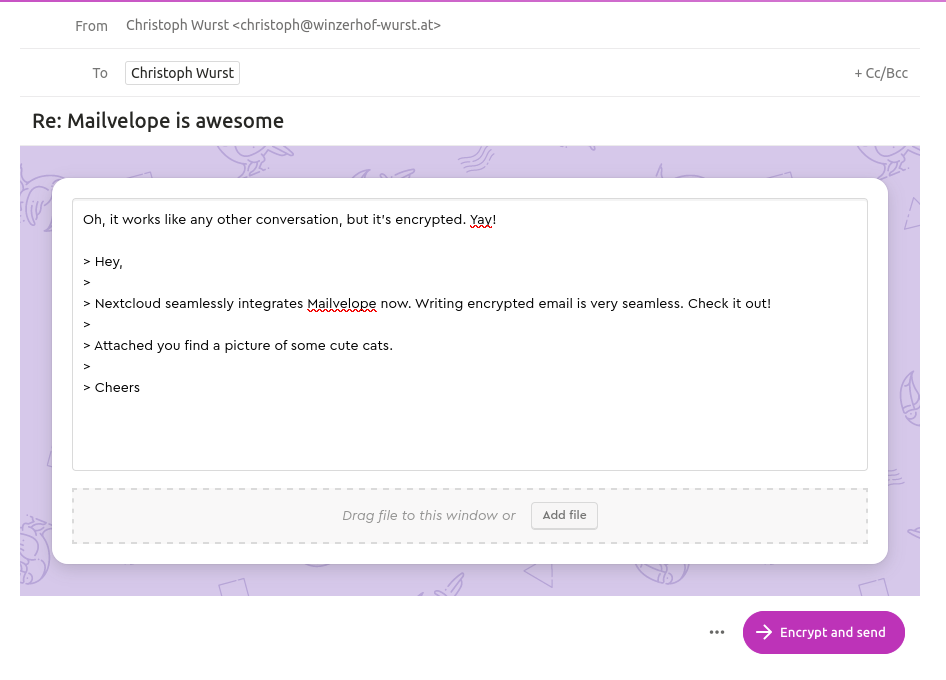 From Christoph Wurst <christoph@winzerhof-wurst.at>
To Christoph Wurst + Cc/Bcc
Re: Mailvelope is awesome
Oh, it works like any other conversation, but it's encrypted. Yay!
> Hey,
>
> Nextcloud seamlessly integrates Mailvelope now. Writing encrypted email is very seamless. Check it out!
>
> Attached you find a picture of some cute cats.
>
> Cheers
Drag file to this window or Add file
••• → Encrypt and send